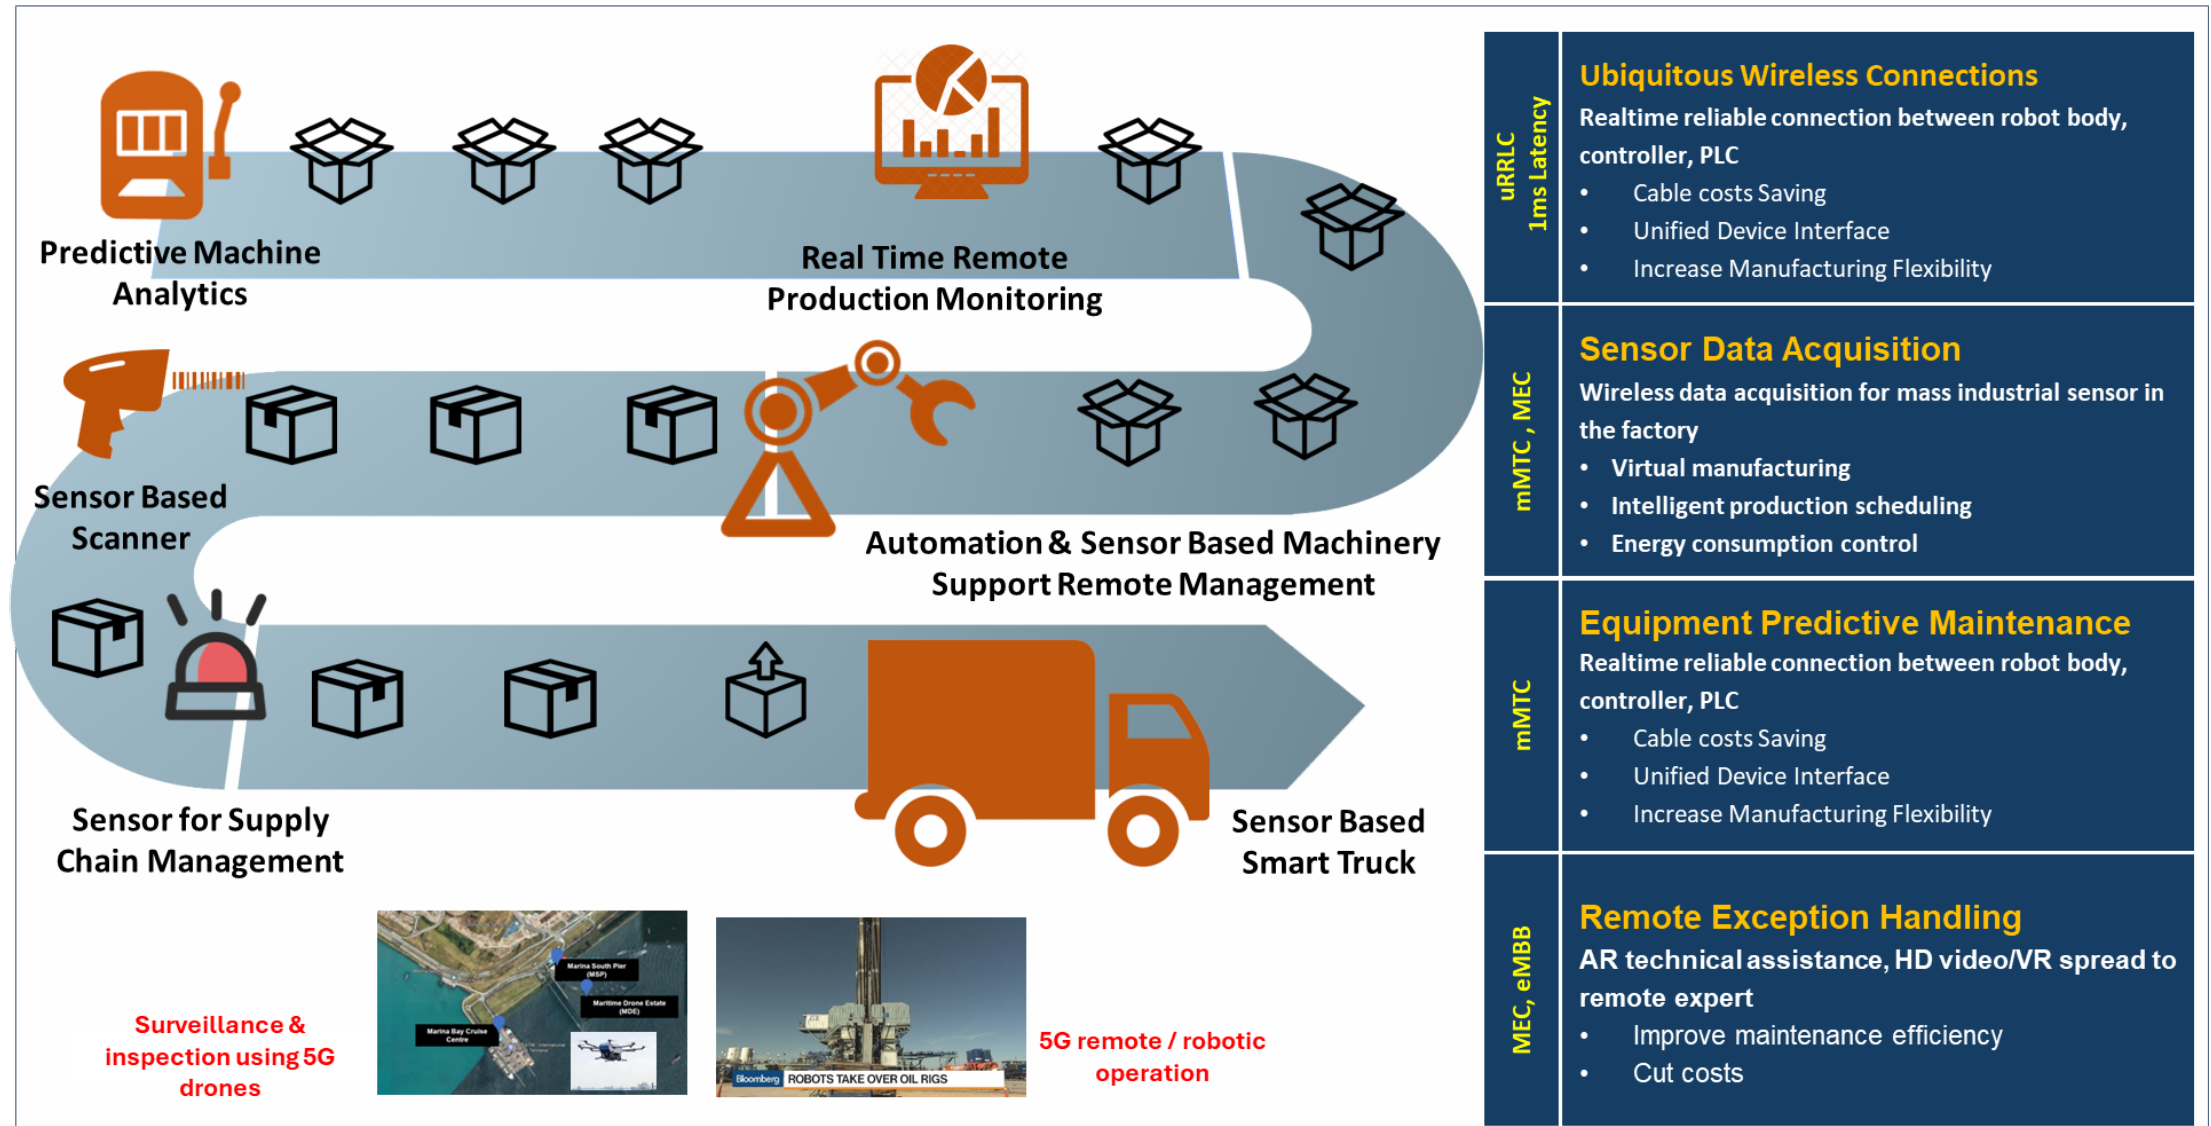 Predictive Machine
Analytics
Real Time Remote
Production Monitoring
Sensor Based
Scanner
Automation & Sensor Based Machinery
Support Remote Management
Sensor for Supply
Chain Management
Sensor Based
Smart Truck
Surveillance &
inspection using 5G
drones
Marina South Pier
(MSP)
Maritime Drone Estate
(MDE)
Marina Bay Cruise
Centre
Bloomberg ROBOTS TAKE OVER OIL RIGS
5G remote / robotic
operation
uRRLC
1ms Latency
Ubiquitous Wireless Connections
Realtime reliable connection between robot body,
controller, PLC
• Cable costs Saving
• Unified Device Interface
• Increase Manufacturing Flexibility
mMTC , MEC
Sensor Data Acquisition
Wireless data acquisition for mass industrial sensor in
the factory
• Virtual manufacturing
• Intelligent production scheduling
• Energy consumption control
mMTC
Equipment Predictive Maintenance
Realtime reliable connection between robot body,
controller, PLC
• Cable costs Saving
• Unified Device Interface
• Increase Manufacturing Flexibility
MEC, eMBB
Remote Exception Handling
AR technical assistance, HD video/VR spread to
remote expert
• Improve maintenance efficiency
• Cut costs